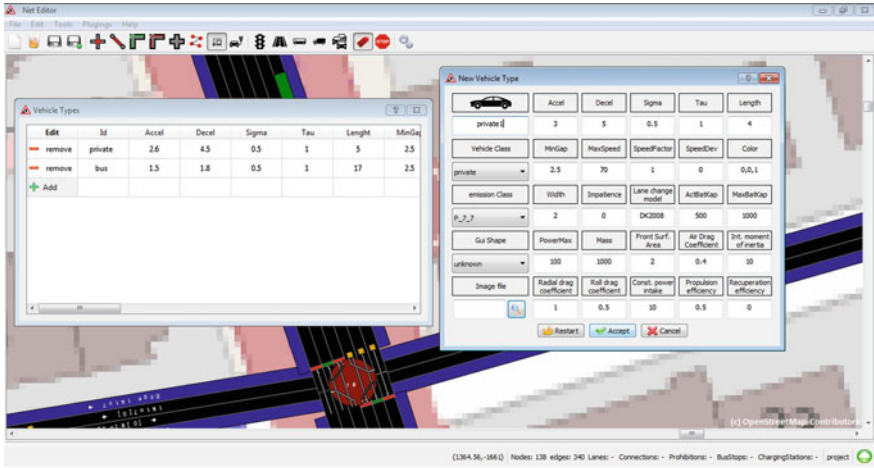 Net Editor
File Edit Tools Plugings Help
STOP
Vehicle Types
Edit Id Accel Decel Sigma Tau Lenght MinGap
remove private 2.6 4.5 0.5 1 5 2.5
remove bus 1.5 1.8 0.5 1 17 2.5
Add
New Vehicle Type
Accel Decel Sigma Tau Length
private1 3 5 0.5 1 4
Vehicle Class MinGap MaxSpeed SpeedFactor SpeedDev Color
private 2.5 70 1 0 0,0,1
emission Class Width Impatience Lane change model ActBatKap MaxBatKap
P_7_7 2 0 DK2008 500 1000
Gui Shape PowerMax Mass Front Surf. Area Air Drag Coefficient Int. moment of inertia
unknown 100 1000 2 0.4 10
Image file Radial drag coefficient Roll drag coefficient Const. power intake Propulsion efficiency Recuperation efficiency
1 0.5 10 0.5 0
Restart Accept Cancel
(c) OpenStreetMap Contributors
(1364.56,-1661) Nodes: 138 edges: 340 Lanes: - Connections: - Prohibitions: - BusStops: - ChargingStations: - project